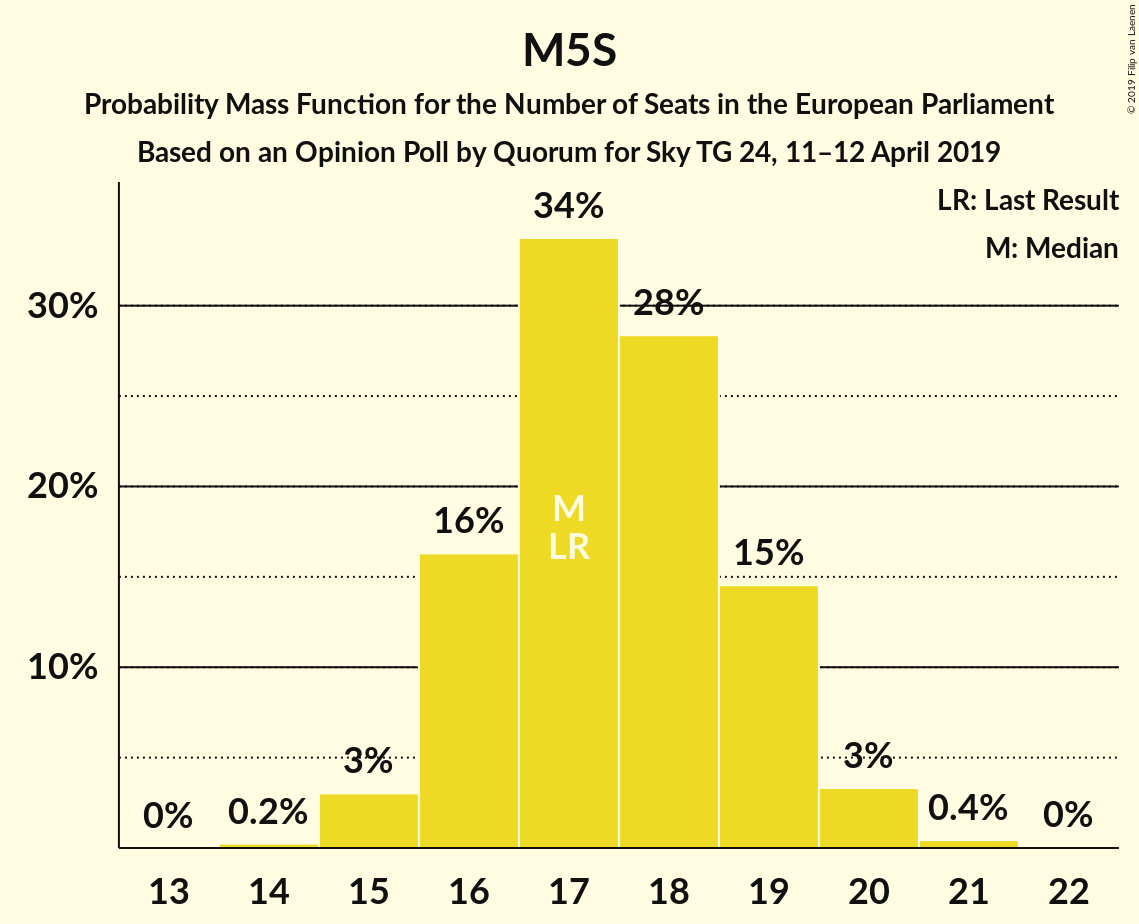 M5S
Probability Mass Function for the Number of Seats in the European Parliament
Based on an Opinion Poll by Quorum for Sky TG 24, 11–12 April 2019
© 2019 Filip van Laenen
LR: Last Result
M: Median
34%
30%
28%
20%
M
16%
LR
15%
10%
3%
3%
0%
0.2%
0.4%
0%
13 14 15 16 17 18 19 20 21 22